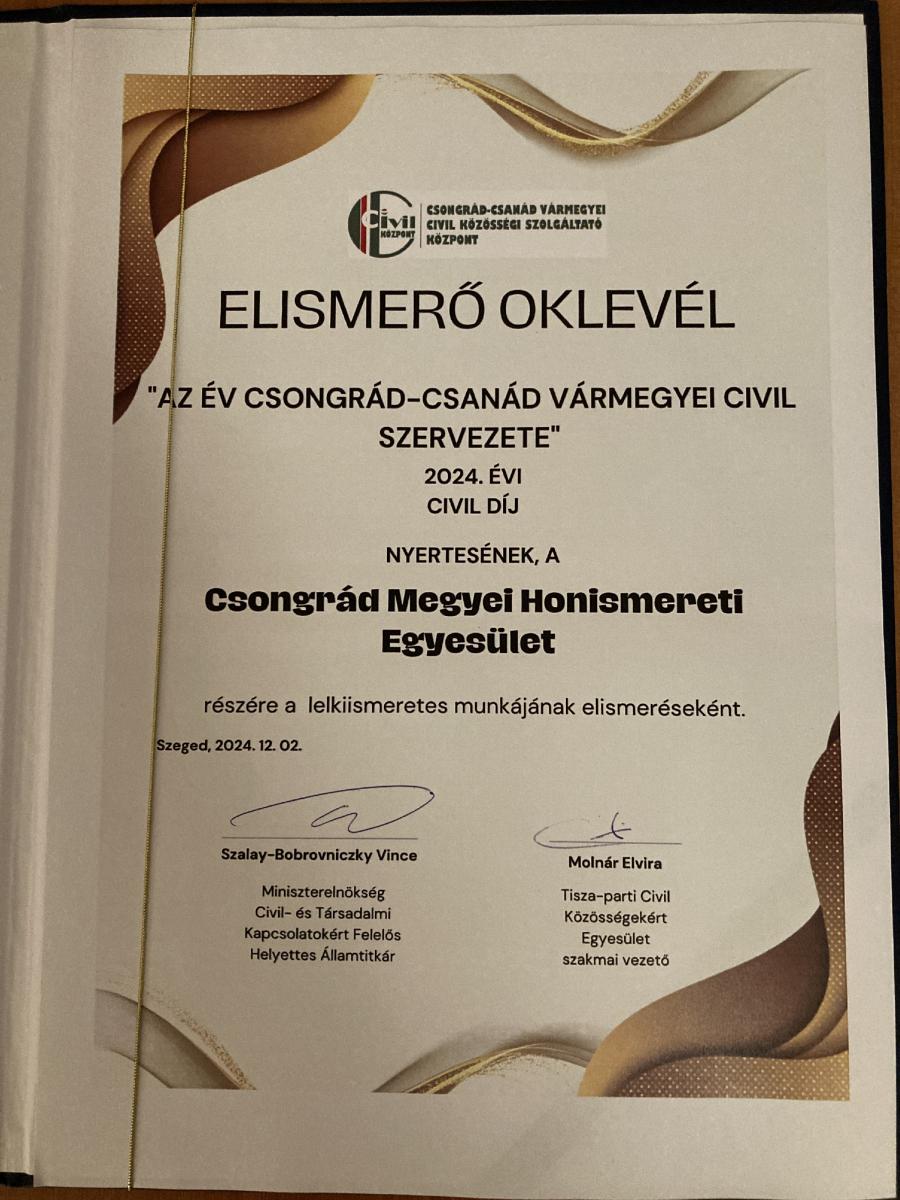 Civil
KÖZPONT
CSONGRÁD-CSANÁD VÁRMEGYEI
CIVIL KÖZÖSSÉGI SZOLGÁLTATÓ
KÖZPONT
ELISMERŐ OKLEVÉL
"AZ ÉV CSONGRÁD-CSANÁD VÁRMEGYEI CIVIL
SZERVEZETE"
2024. ÉVI
CIVIL DÍJ
NYERTESÉNEK, A
Csongrád Megyei Honismereti
Egyesület
részére a lelkiismeretes munkájának elismeréseként.
Szeged, 2024. 12. 02.
Szalay-Bobrovniczky Vince
Miniszterelnökség
Civil- és Társadalmi
Kapcsolatokért Felelős
Helyettes Államtitkár
Molnár Elvira
Tisza-parti Civil
Közösségekért
Egyesület
szakmai vezető